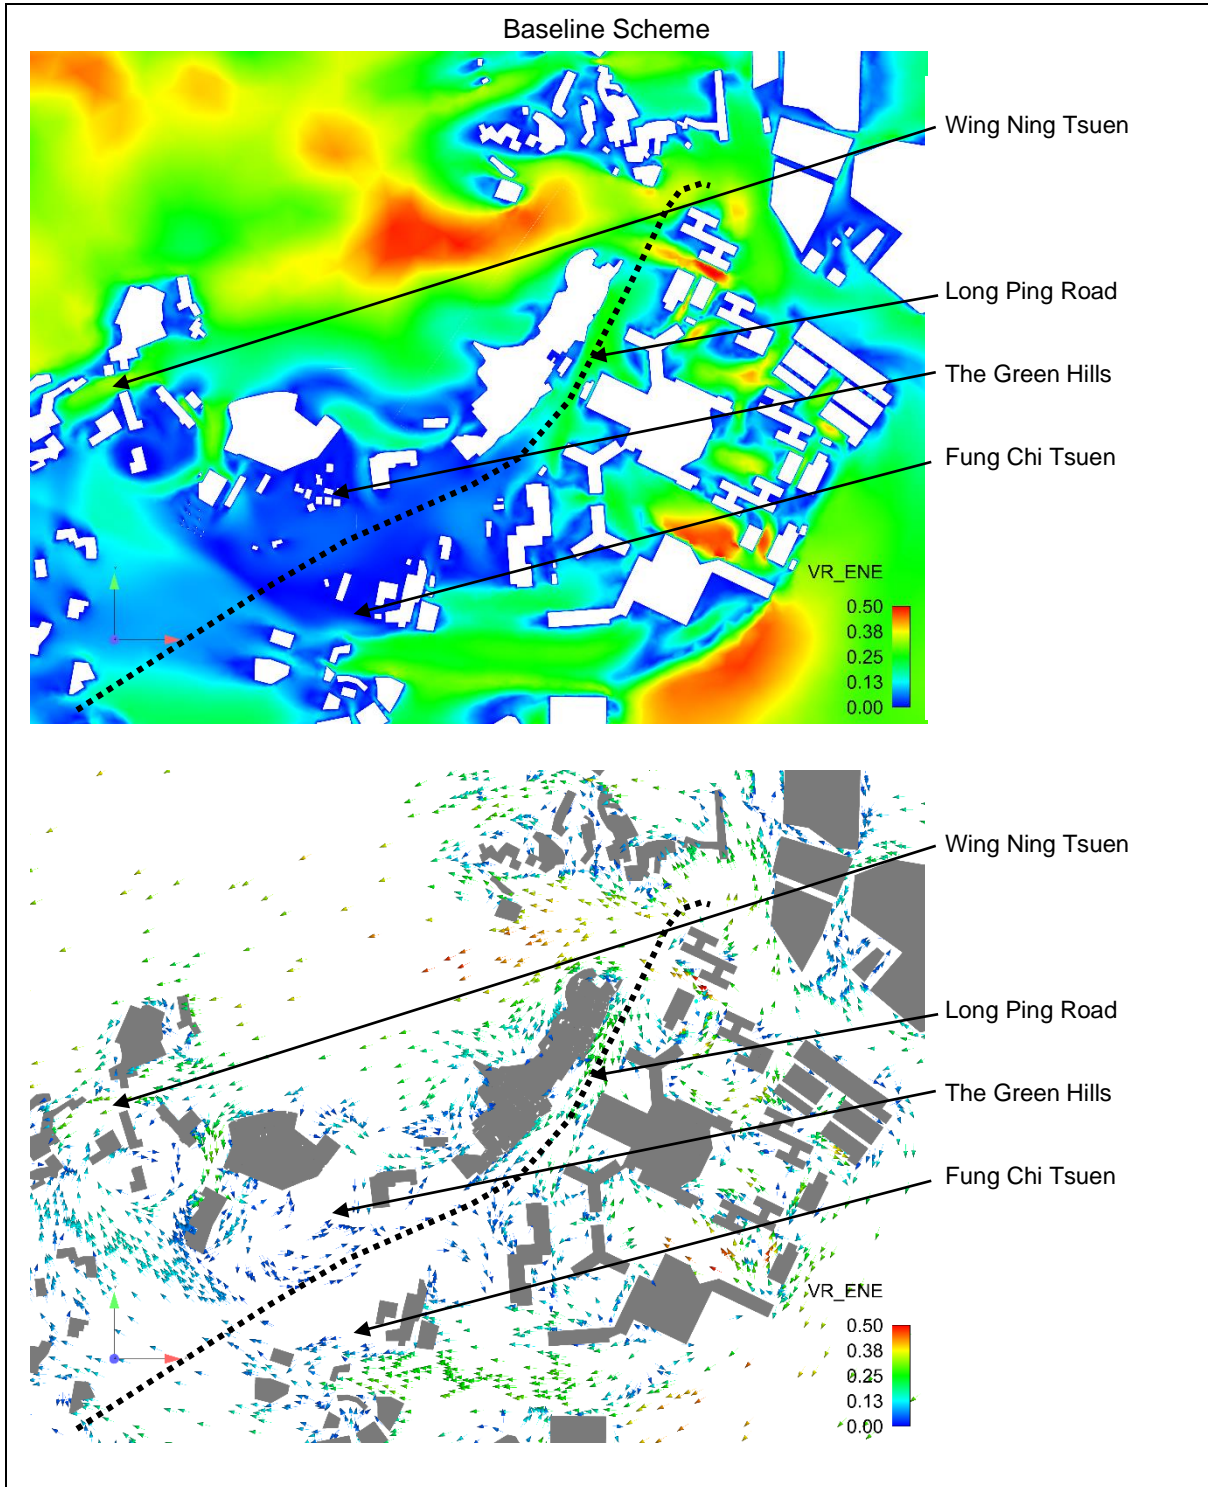 Baseline Scheme
Wing Ning Tsuen
Long Ping Road
The Green Hills
Fung Chi Tsuen
VR_ENE
0.50
0.38
0.25
0.13
0.00
Wing Ning Tsuen
Long Ping Road
The Green Hills
Fung Chi Tsuen
VR_ENE
0.50
0.38
0.25
0.13
0.00